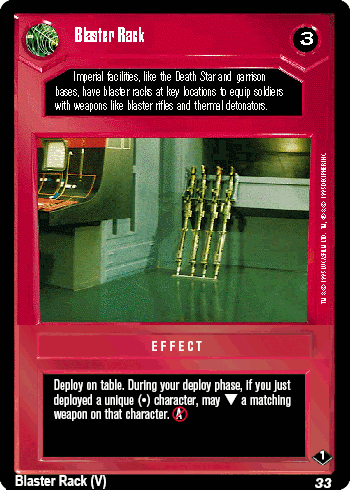 Blaster Rack
3
Imperial facilities, like the Death Star and garrison
bases, have blaster racks at key locations to equip soldiers
with weapons like blaster rifles and thermal detonators.
EFFECT
Deploy on table. During your deploy phase, if you just
deployed a unique (•) character, may ▼ a matching
weapon on that character.
1
Blaster Rack (V)
33